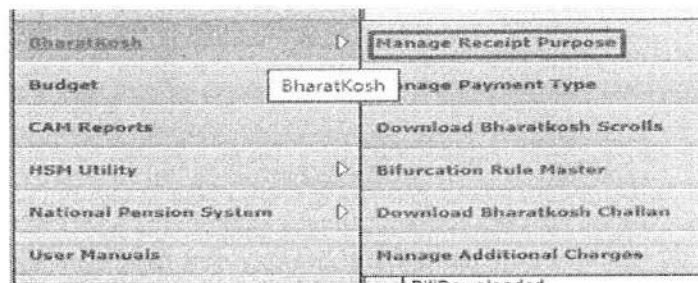 BharatKosh
Manage Receipt Purpose
Budget
BharatKosh
nage Payment Type
CAM Reports
Download Bharatkosh Scrolls
HSM Utility
Bifurcation Rule Master
National Pension System
Download Bharatkosh Challan
User Manuals
Manage Additional Charges